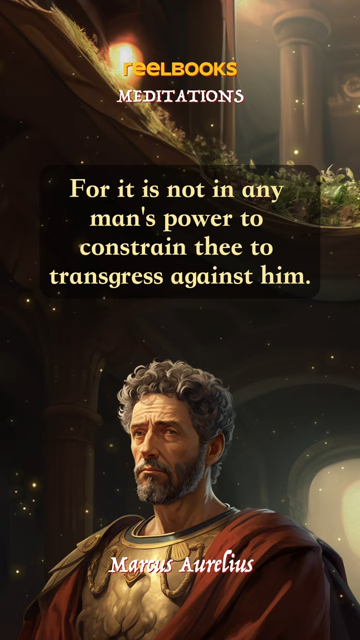 reelBOOKS
MEDITATIONS
For it is not in any
man's power to
constrain thee to
transgress against him.
Marcus Aurelius